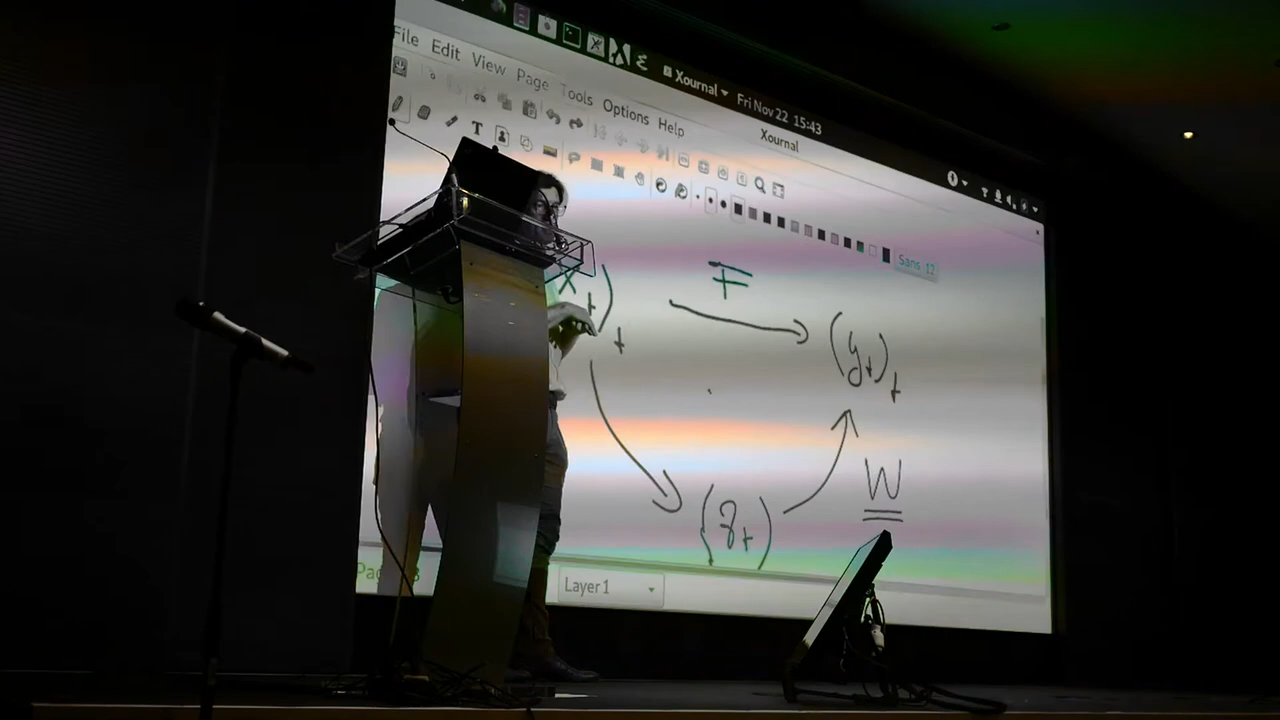 Xournal Fri Nov 22 15:43
Xournal
File Edit View Page Tools Options Help
T
Sans 12
F
(y_t)_t
W
Layer 1